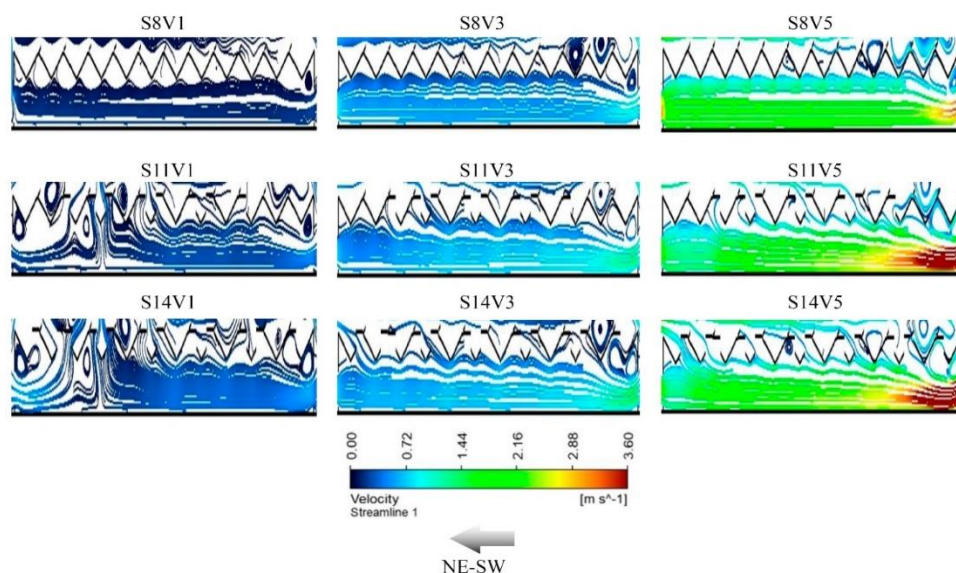 S8V1 S8V3 S8V5
S11V1 S11V3 S11V5
S14V1 S14V3 S14V5
0.00 0.72 1.44 2.16 2.88 3.60
Velocity [m s^-1]
Streamline 1
NE-SW